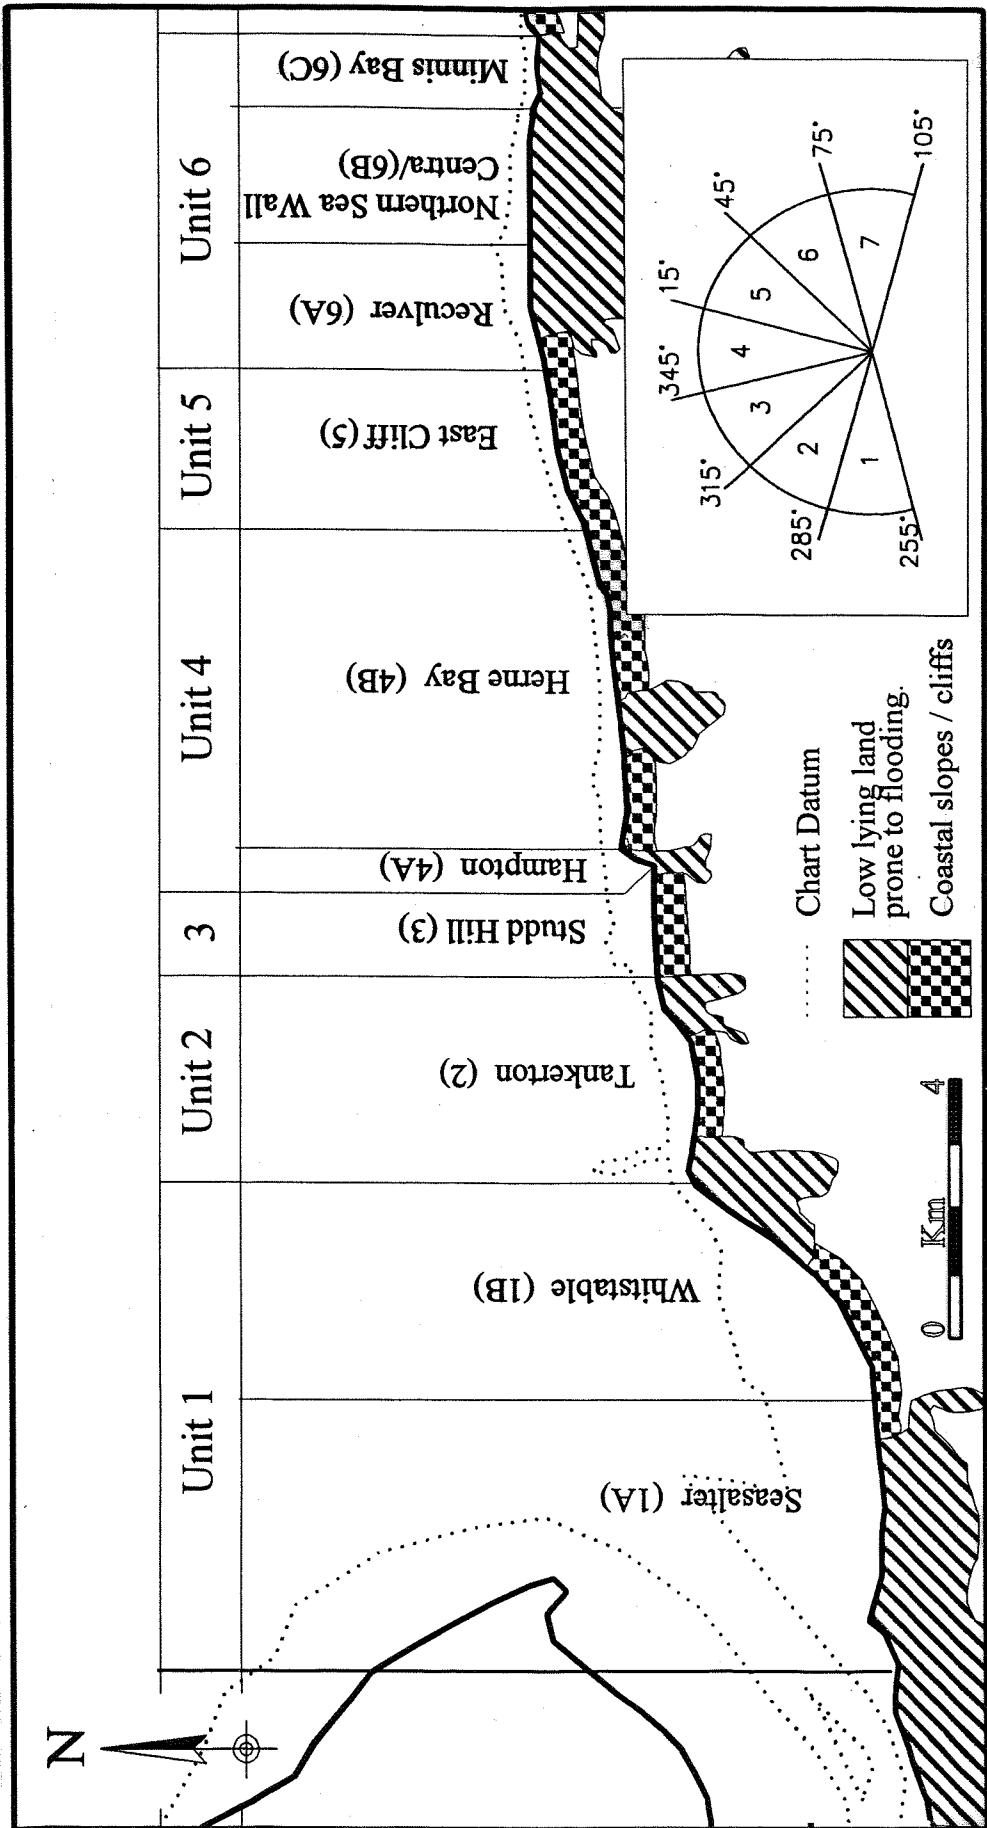 N
Unit 1
Unit 2
3
Unit 4
Unit 5
Unit 6
Seasalter (1A)
Whitstable (1B)
Tankerton (2)
Studd Hill (3)
Hampton (4A)
Herne Bay (4B)
East Cliff (5)
Reculver (6A)
Northern Sea Wall
Centra/(6B)
Minnis Bay (6C)
0 Km 4
Chart Datum
Low lying land
prone to flooding.
Coastal slopes / cliffs
255°
285°
315°
345°
15°
45°
75°
105°
1
2
3
4
5
6
7